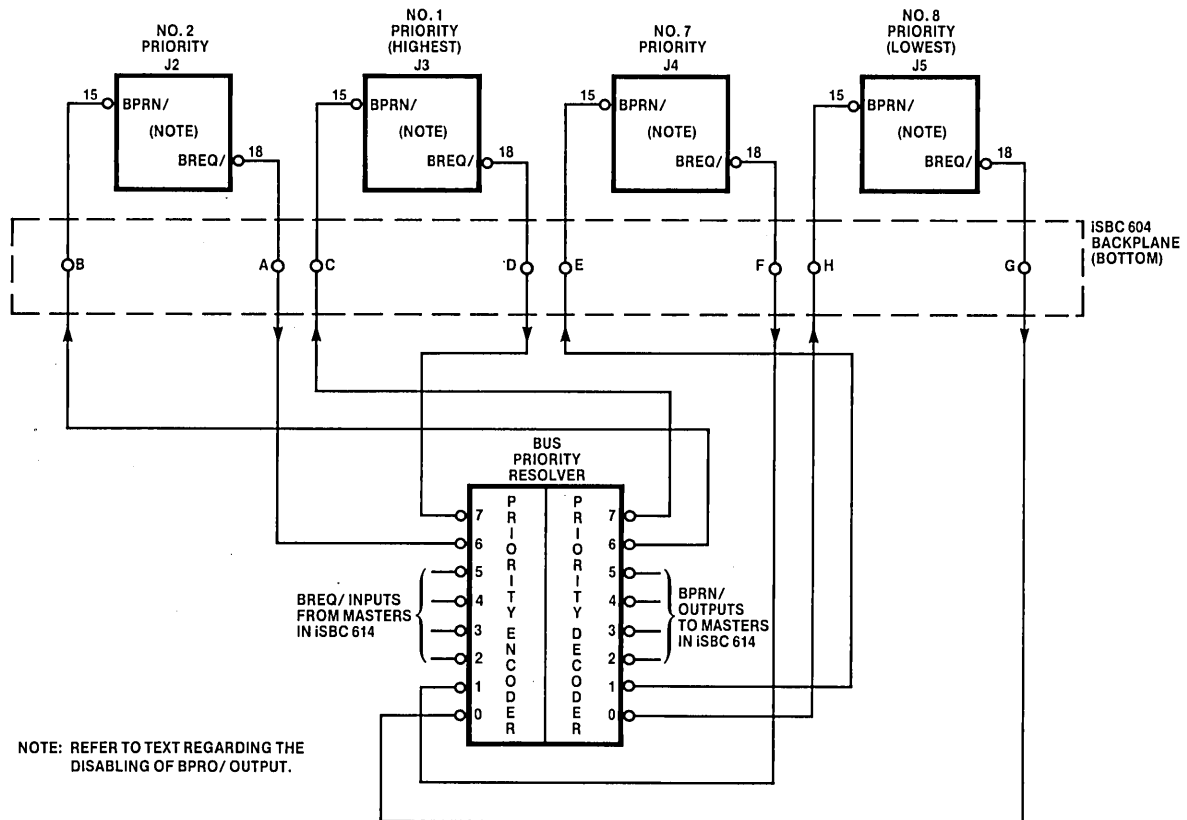 NO. 2
PRIORITY
J2
NO. 1
PRIORITY
(HIGHEST)
J3
NO. 7
PRIORITY
J4
NO. 8
PRIORITY
(LOWEST)
J5
15
BPRN/
(NOTE)
BREQ/
18
15
BPRN/
(NOTE)
BREQ/
18
15
BPRN/
(NOTE)
BREQ/
18
15
BPRN/
(NOTE)
BREQ/
18
iSBC 604
BACKPLANE
(BOTTOM)
B
A
C
D
E
F
H
G
BUS
PRIORITY
RESOLVER
PRIORITY ENCODER
PRIORITY DECODER
7
6
5
4
3
2
1
0
7
6
5
4
3
2
1
0
BREQ/ INPUTS
FROM MASTERS
IN iSBC 614
BPRN/
OUTPUTS
TO MASTERS
IN iSBC 614
NOTE: REFER TO TEXT REGARDING THE
DISABLING OF BPRO/ OUTPUT.